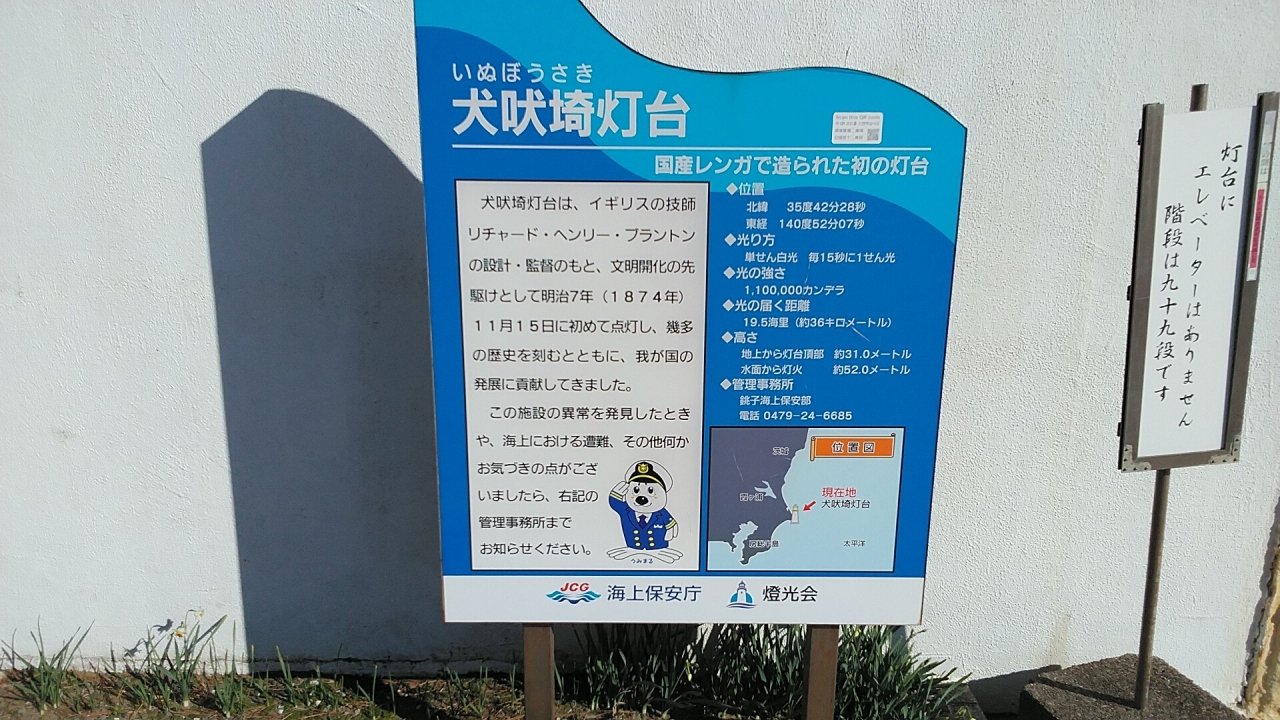 いぬぼうさき
犬吠埼灯台
国産レンガで造られた初の灯台
犬吠埼灯台は、イギリスの技師
リチャード・ヘンリー・ブラントン
の設計・監督のもと、文明開化の先
駆けとして明治7年（１８７４年）
１１月１５日に初めて点灯し、幾多
の歴史を刻むとともに、我が国の
発展に貢献してきました。
この施設の異常を発見したとき
や、海上における遭難、その他何か
お気づきの点がござ
いましたら、右記の
管理事務所まで
お知らせください。
うみまる
◆位置
北緯 35度42分28秒
東経 140度52分07秒
◆光り方
単せん白光 毎15秒に1せん光
◆光の強さ
1,100,000カンデラ
◆光の届く距離
19.5海里（約36キロメートル）
◆高さ
地上から灯台頂部 約31.0メートル
水面から灯火 約52.0メートル
◆管理事務所
銚子海上保安部
電話 0479－24－6685
位置図
茨城
霞ヶ浦
現在地
犬吠埼灯台
房総半島
太平洋
JCG 海上保安庁
燈光会
灯台に
エレベーターはありません
階段は九十九段です